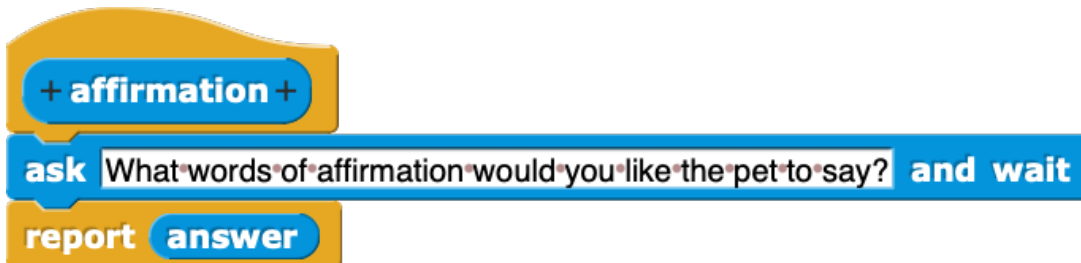 + affirmation +
ask What words of affirmation would you like the pet to say? and wait
report answer